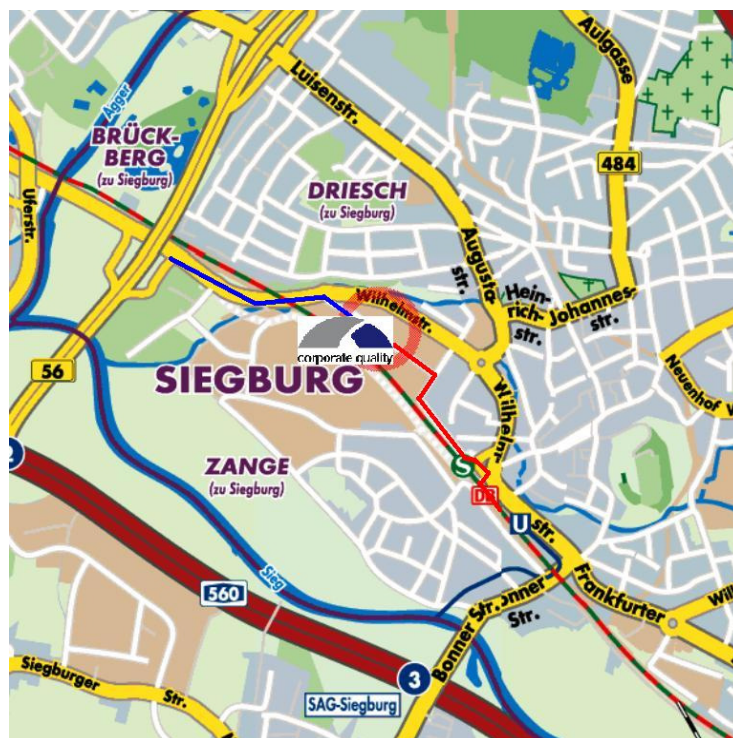 Aulgasse
Luisenstr.
Agger
BRÜCK-
BERG
(zu Siegburg)
484
DRIESCH
(zu Siegburg)
Uferstr.
Augusta-
str.
Hein-
rich-
str.
Johannes-
str.
Wilhelmstr.
corporate quality
56
SIEGBURG
Neuenhof
Wilhelm
ZANGE
(zu Siegburg)
S
DB
U
str.
Sieg
560
Frankfurter
Bonner Str.
onner
Str.
Siegburger
Str.
3
SAG-Siegburg